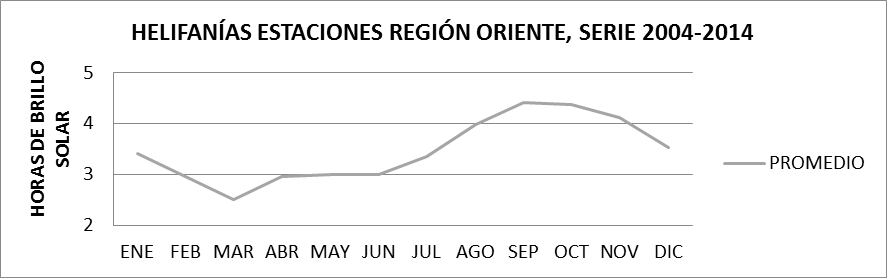 HELIFANÍAS ESTACIONES REGIÓN ORIENTE, SERIE 2004-2014
HORAS DE BRILLO
SOLAR
5
4
3
2
ENE FEB MAR ABR MAY JUN JUL AGO SEP OCT NOV DIC
PROMEDIO